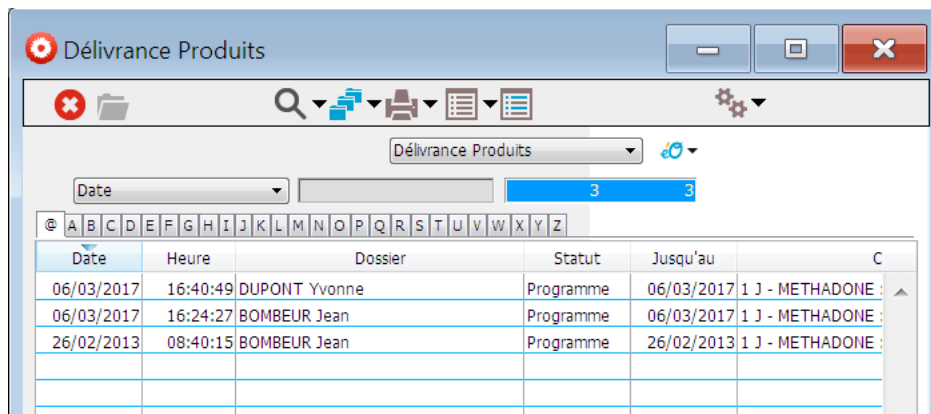 Délivrance Produits
Délivrance Produits
Date 3 3
@ A B C D E F G H I J K L M N O P Q R S T U V W X Y Z
Date Heure Dossier Statut Jusqu'au C
06/03/2017 16:40:49 DUPONT Yvonne Programme 06/03/2017 1 J - METHADONE :
06/03/2017 16:24:27 BOMBEUR Jean Programme 06/03/2017 1 J - METHADONE :
26/02/2013 08:40:15 BOMBEUR Jean Programme 26/02/2013 1 J - METHADONE :